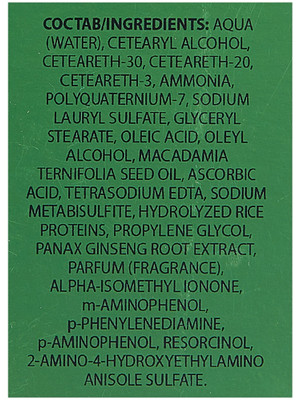 СОСТАВ/INGREDIENTS: AQUA
(WATER), CETEARYL ALCOHOL,
CETEARETH-30, CETEARETH-20,
CETEARETH-3, AMMONIA,
POLYQUATERNIUM-7, SODIUM
LAURYL SULFATE, GLYCERYL
STEARATE, OLEIC ACID, OLEYL
ALCOHOL, MACADAMIA
TERNIFOLIA SEED OIL, ASCORBIC
ACID, TETRASODIUM EDTA, SODIUM
METABISULFITE, HYDROLYZED RICE
PROTEINS, PROPYLENE GLYCOL,
PANAX GINSENG ROOT EXTRACT,
PARFUM (FRAGRANCE),
ALPHA-ISOMETHYL IONONE,
m-AMINOPHENOL,
p-PHENYLENEDIAMINE,
p-AMINOPHENOL, RESORCINOL,
2-AMINO-4-HYDROXYETHYLAMINO
ANISOLE SULFATE.